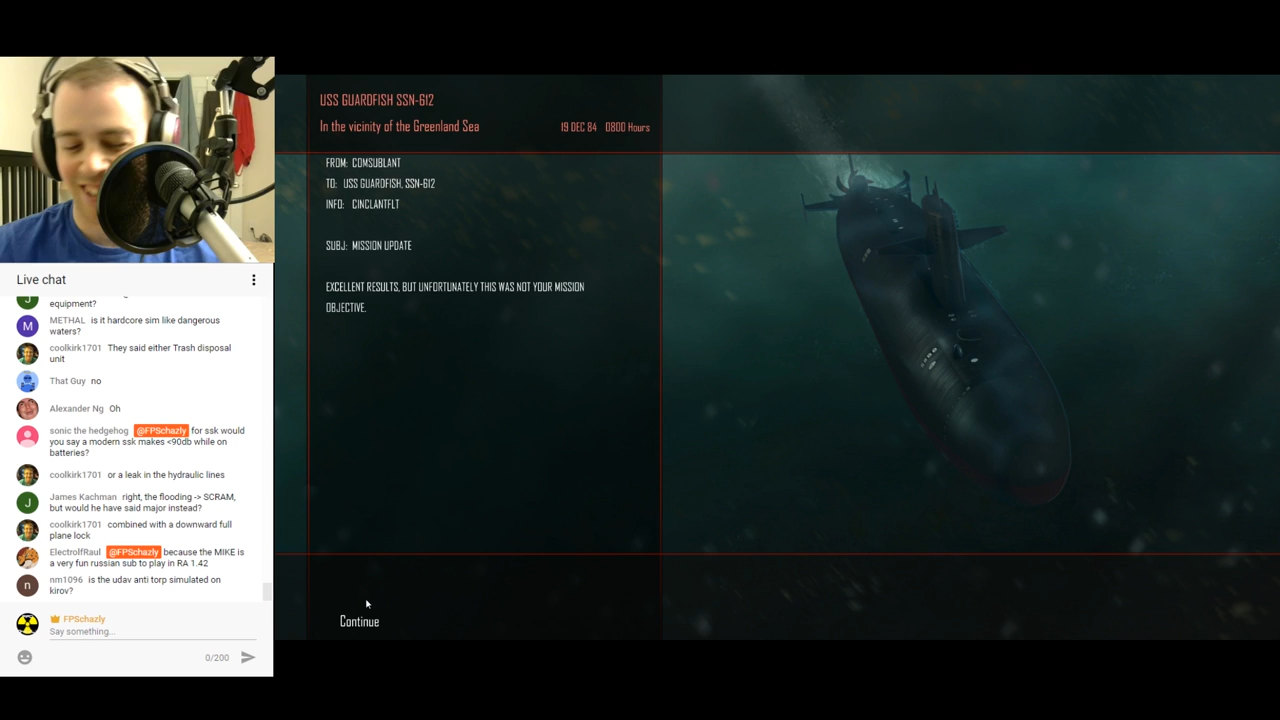 USS GUARDFISH SSN-612
In the vicinity of the Greenland Sea 19 DEC 84 0800 Hours
FROM: COMSUBLANT
TO: USS GUARDFISH, SSN-612
INFO: CINCLANTFLT
SUBJ: MISSION UPDATE
EXCELLENT RESULTS, BUT UNFORTUNATELY THIS WAS NOT YOUR MISSION
OBJECTIVE.
Continue
Live chat
J
equipment?
M
METHAL is it hardcore sim like dangerous
waters?
coolkirk1701 They said either Trash disposal
unit
That Guy no
Alexander Ng Oh
sonic the hedgehog @FPSchazly for ssk would
you say a modern ssk makes <90db while on
batteries?
coolkirk1701 or a leak in the hydraulic lines
J
James Kachman right, the flooding -> SCRAM,
but would he have said major instead?
coolkirk1701 combined with a downward full
plane lock
ElectrolfRaul @FPSchazly because the MIKE is
a very fun russian sub to play in RA 1.42
n
nm1096 is the udav anti torp simulated on
kirov?
FPSchazly
Say something...
0/200